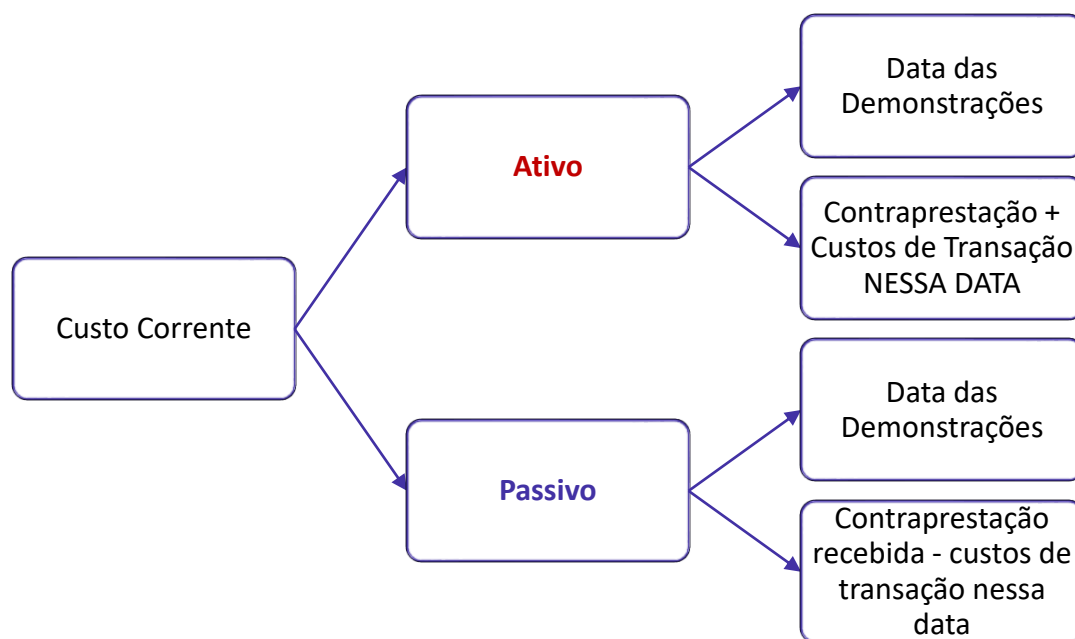 Custo Corrente
Ativo
Data das
Demonstrações
Contraprestação +
Custos de Transação
NESSA DATA
Passivo
Data das
Demonstrações
Contraprestação
recebida - custos de
transação nessa
data